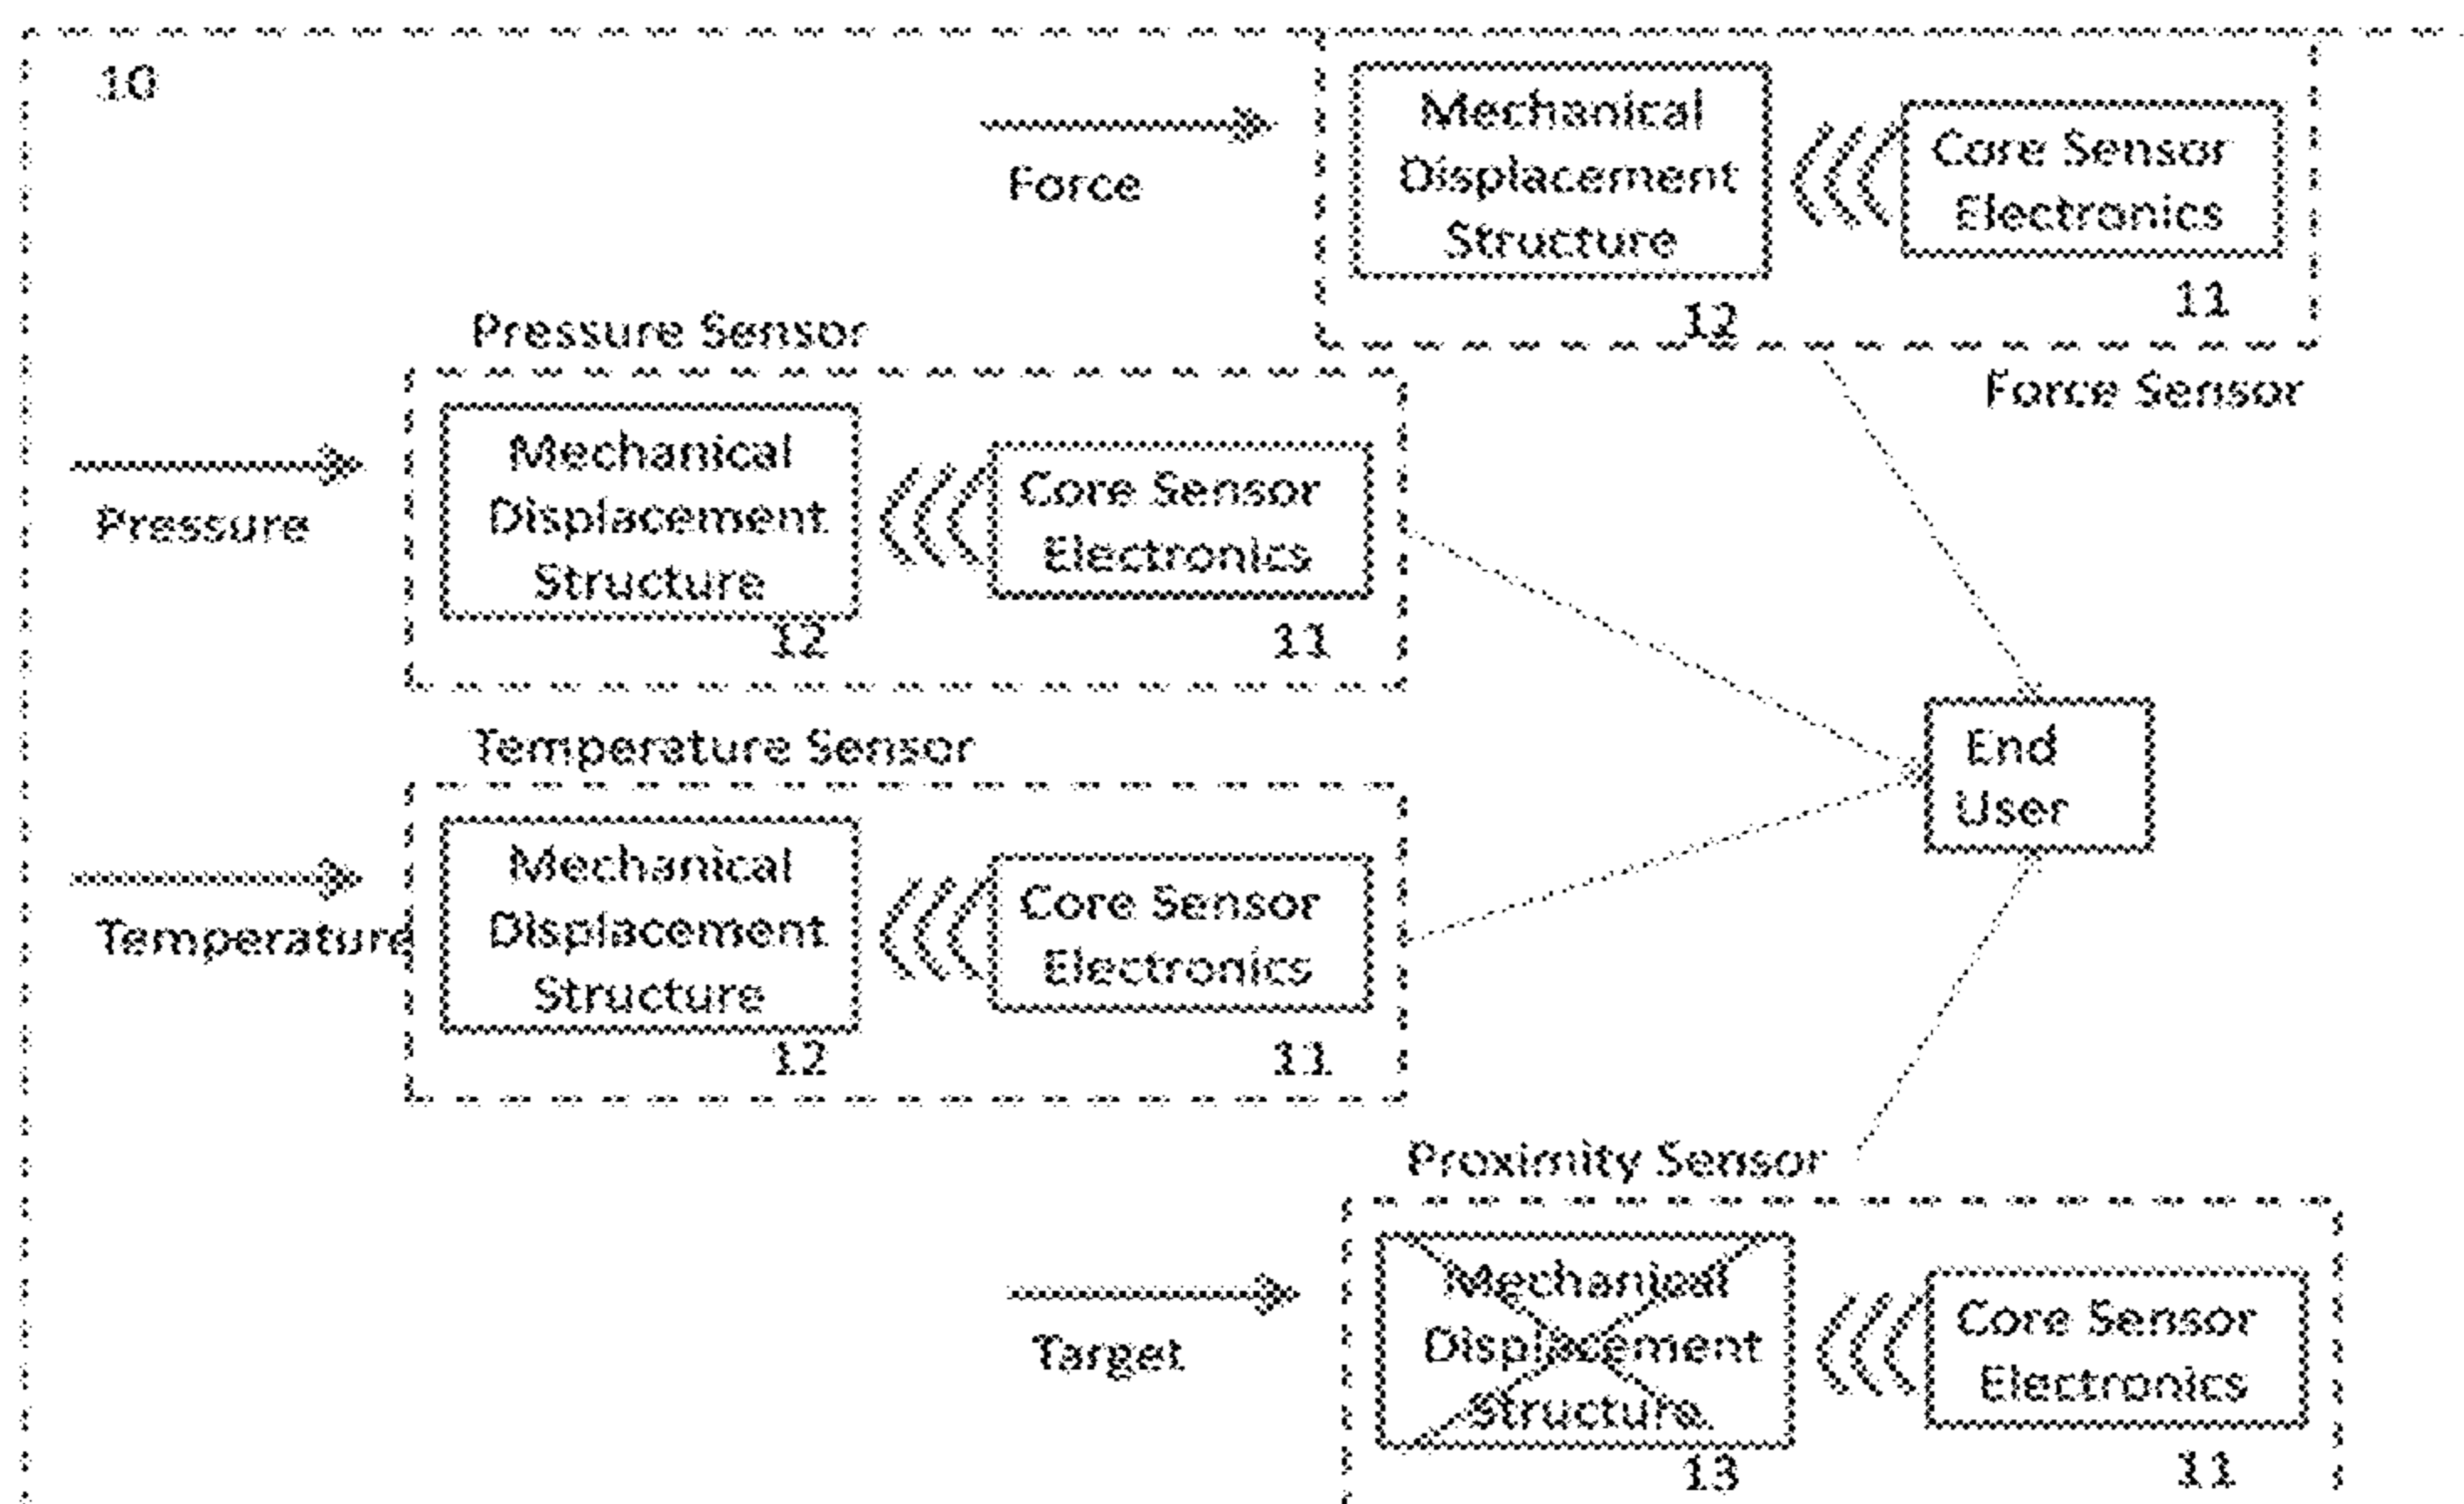 10
Force
Mechanical
Displacement
Structure
12
Core Sensor
Electronics
11
Force Sensor
Pressure Sensor
Pressure
Mechanical
Displacement
Structure
12
Core Sensor
Electronics
11
End
User
Temperature Sensor
Temperature
Mechanical
Displacement
Structure
12
Core Sensor
Electronics
11
Proximity Sensor
Target
Mechanical
Displacement
Structure
13
Core Sensor
Electronics
11